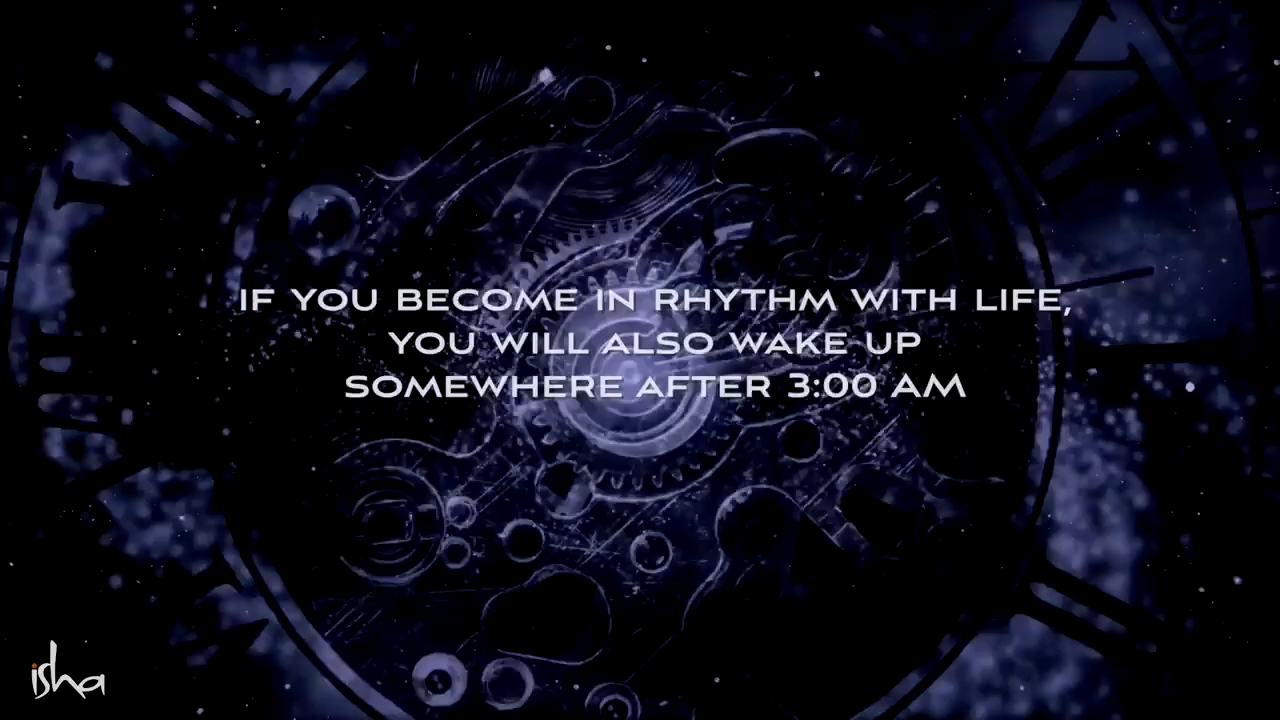 IF YOU BECOME IN RHYTHM WITH LIFE,
YOU WILL ALSO WAKE UP
SOMEWHERE AFTER 3:00 AM
isha